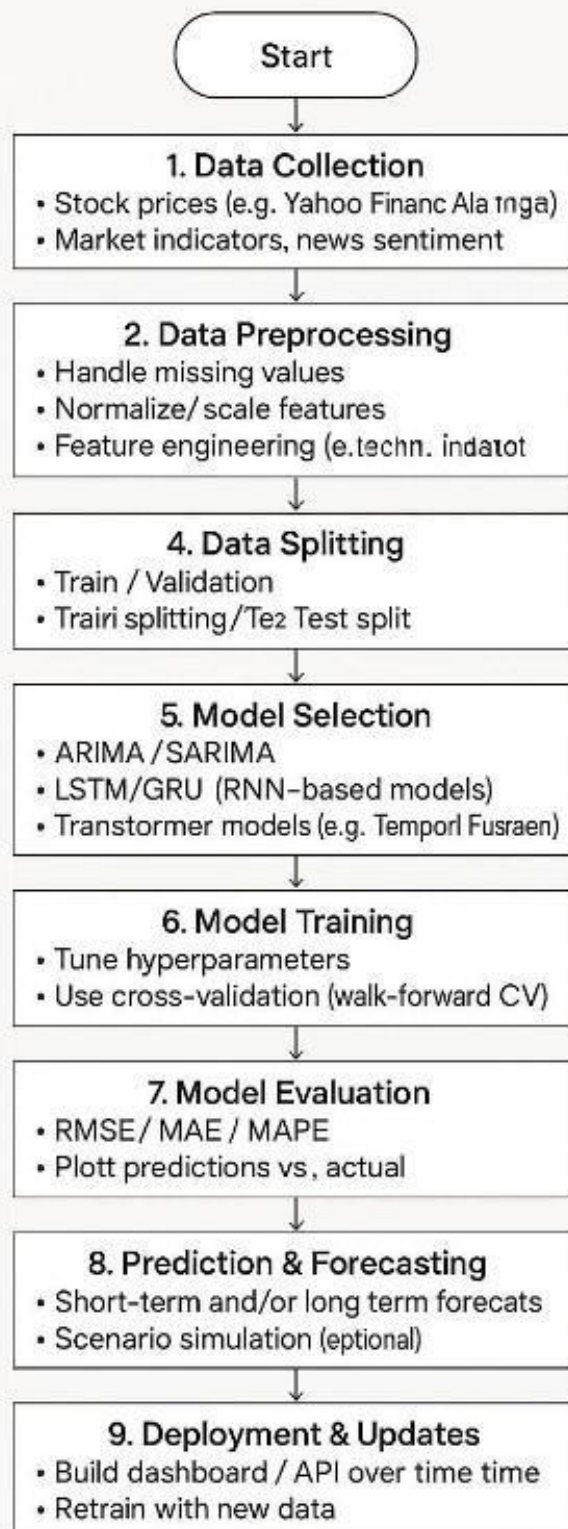 Start
1. Data Collection
• Stock prices (e.g. Yahoo Financ Ala
• Market indicators, news sentiment
2. Data Preprocessing
• Handle missing values
• Normalize/ scale features
• Feature engineering (e.techn.
4. Data Splitting
• Train / Validation
• Trairi splitting/Te2 Test split
5. Model Selection
• ARIMA / SARIMA
• LSTM/GRU (RNN-based models)
• Transtormer models (e.g. Temporl Fusraen)
6. Model Training
• Tune hyperparameters
• Use cross-validation (walk-forward CV)
7. Model Evaluation
• RMSE / MAE / MAPE
• Plott predictions vs, actual
8. Prediction & Forecasting
• Short-term and/or long term forecats
• Scenario simulation (eptional)
9. Deployment & Updates
• Build dashboard / API over time time
• Retrain with new data